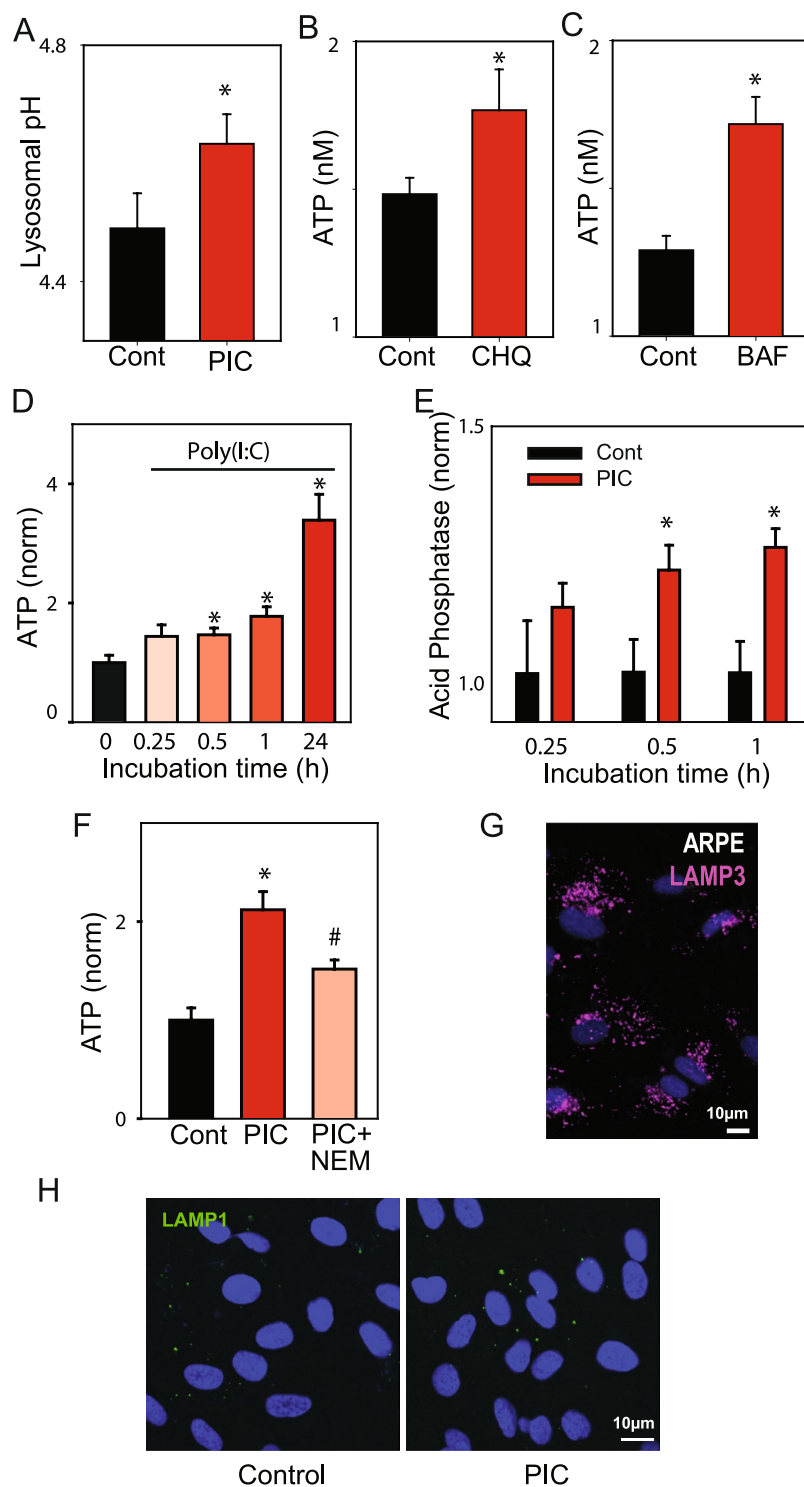 A
4.8
Lysosomal pH
4.4
*
Cont
PIC
B
2
ATP (nM)
1
*
Cont
CHQ
C
2
ATP (nM)
1
*
Cont
BAF
D
Poly(I:C)
4
ATP (norm)
2
0
* * *
0 0.25 0.5 1 24
Incubation time (h)
E
1.5
Acid Phosphatase (norm)
1.0
Cont
PIC
* *
0.25 0.5 1
Incubation time (h)
F
2
ATP (norm)
0
*
#
Cont PIC PIC+
NEM
G
ARPE
LAMP3
10µm
H
LAMP1
10µm
Control
PIC